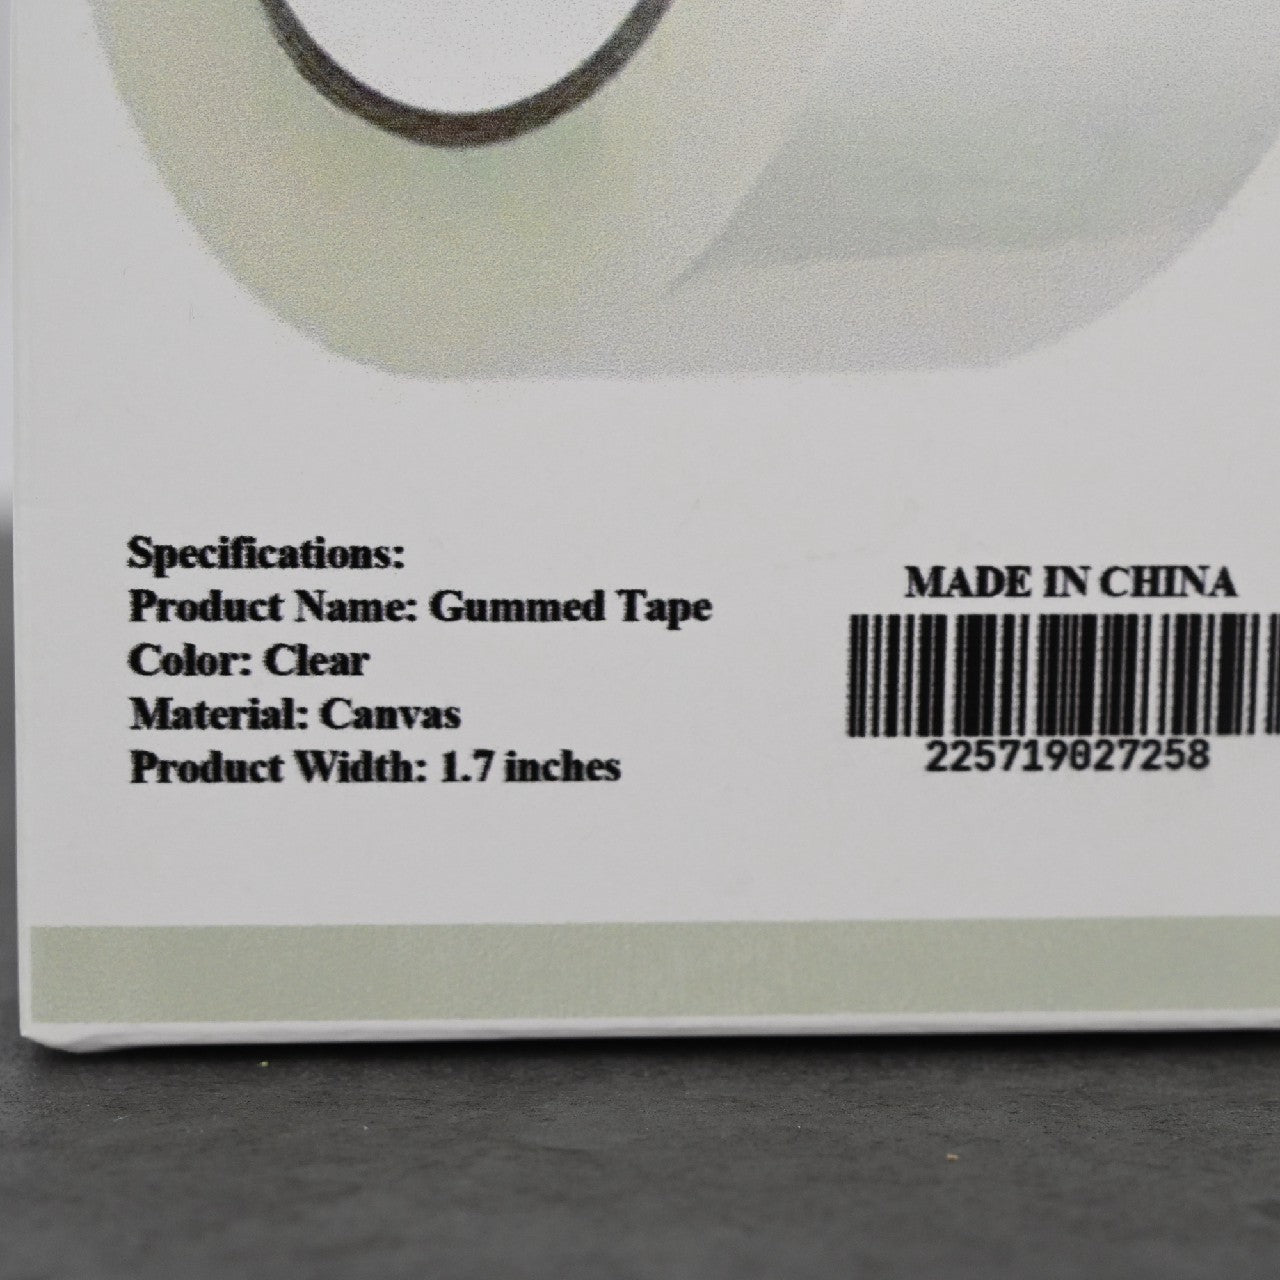 Specifications:
Product Name: Gummed Tape
Color: Clear
Material: Canvas
Product Width: 1.7 inches
MADE IN CHINA
225719027258